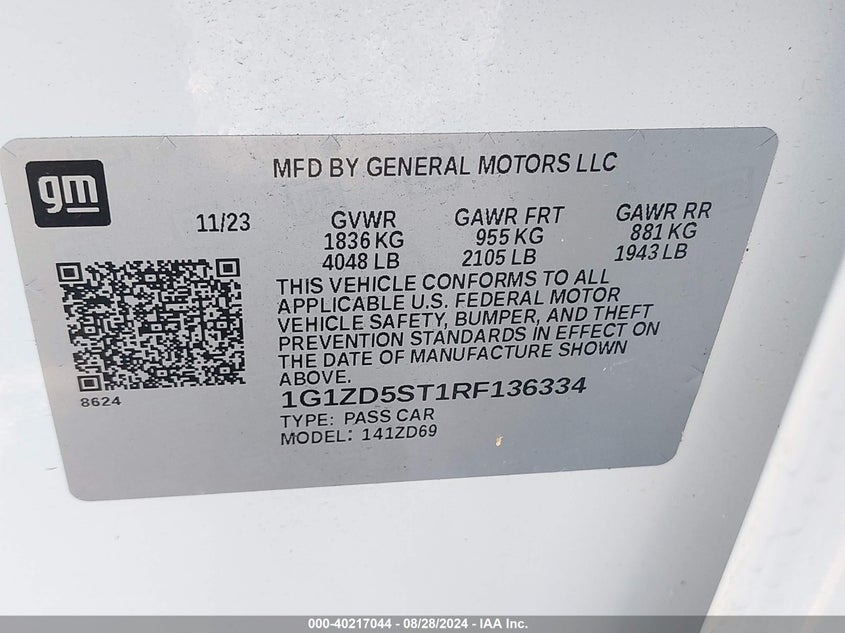 gm
MFD BY GENERAL MOTORS LLC
11/23
GVWR
1836 KG
4048 LB
GAWR FRT
955 KG
2105 LB
GAWR RR
881 KG
1943 LB
THIS VEHICLE CONFORMS TO ALL
APPLICABLE U.S. FEDERAL MOTOR
VEHICLE SAFETY, BUMPER, AND THEFT
PREVENTION STANDARDS IN EFFECT ON
THE DATE OF MANUFACTURE SHOWN
ABOVE.
8624
1G1ZD5ST1RF136334
TYPE: PASS CAR
MODEL: 141ZD69
000-40217044 - 08/28/2024 - IAA Inc.